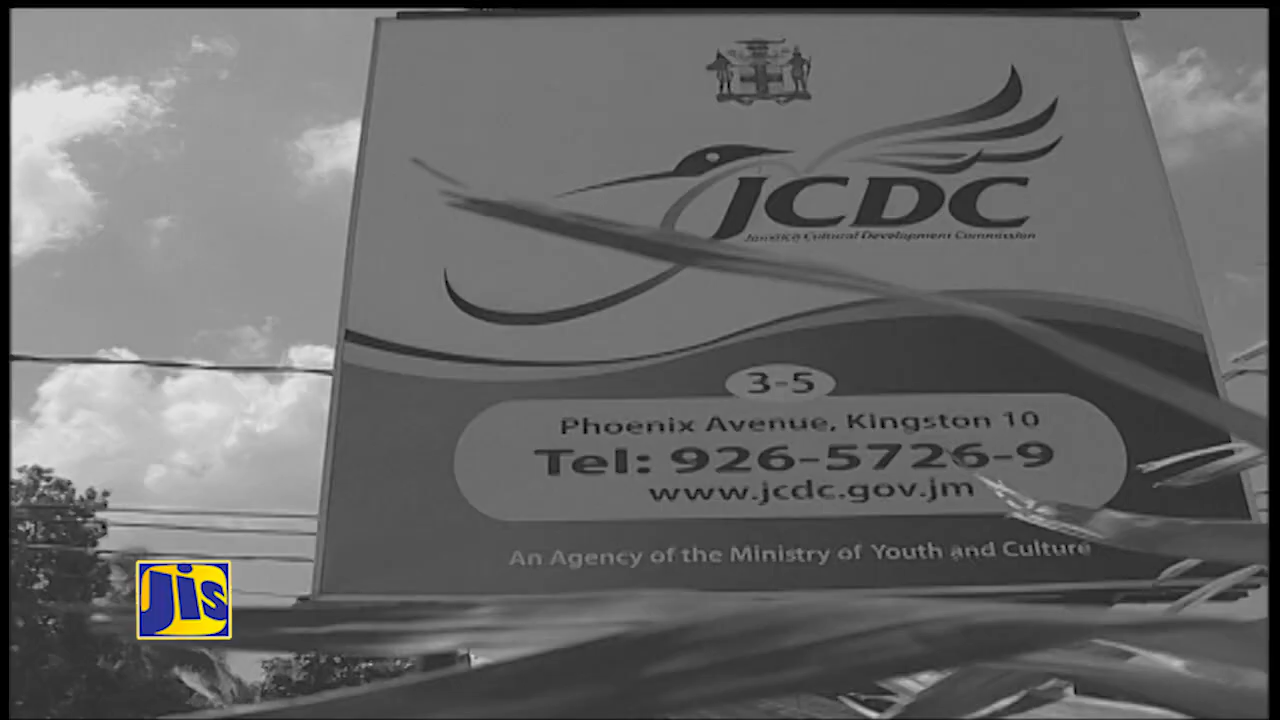 JCDC
Jamaica Cultural Development Commission
3-5
Phoenix Avenue, Kingston 10
Tel: 926-5726-9
www.jcdc.gov.jm
An Agency of the Ministry of Youth and Culture
Jis